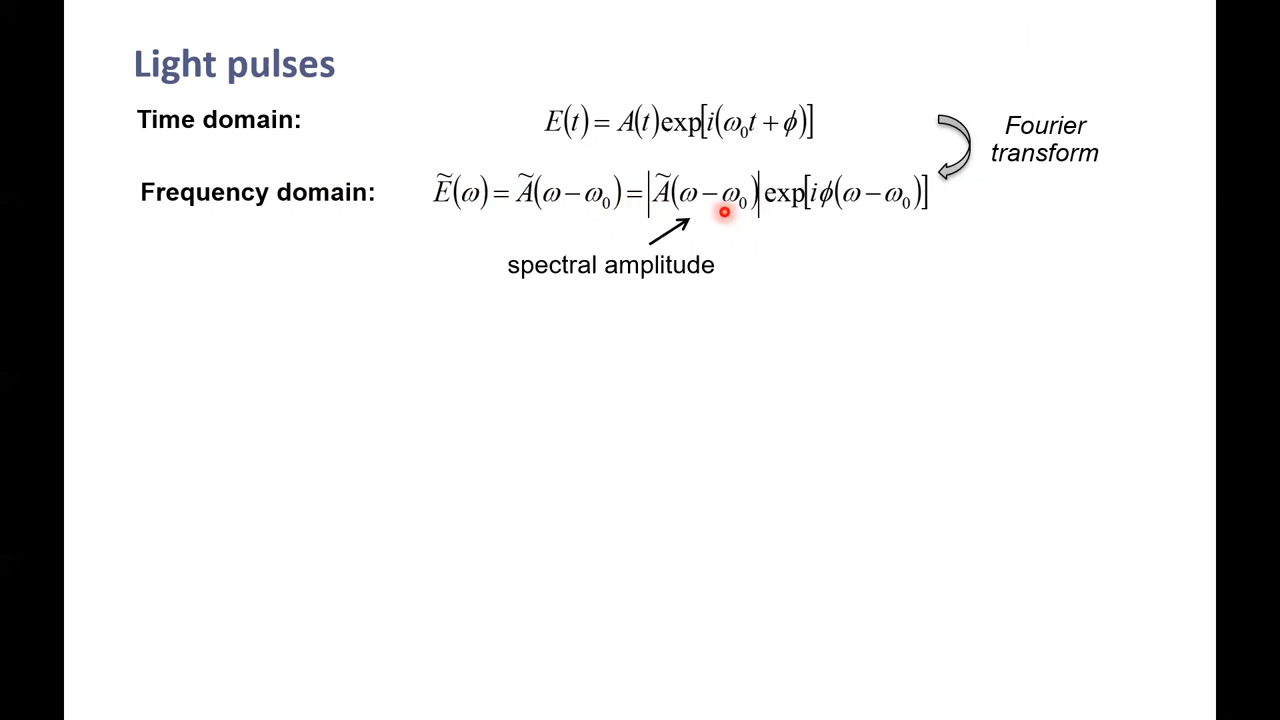 Light pulses
Time domain: E(t) = A(t)exp[i(ω₀t + ϕ)]
Fourier
transform
Frequency domain: Ẽ(ω) = Ã(ω − ω₀) = |Ã(ω − ω₀)| exp[iϕ(ω − ω₀)]
spectral amplitude